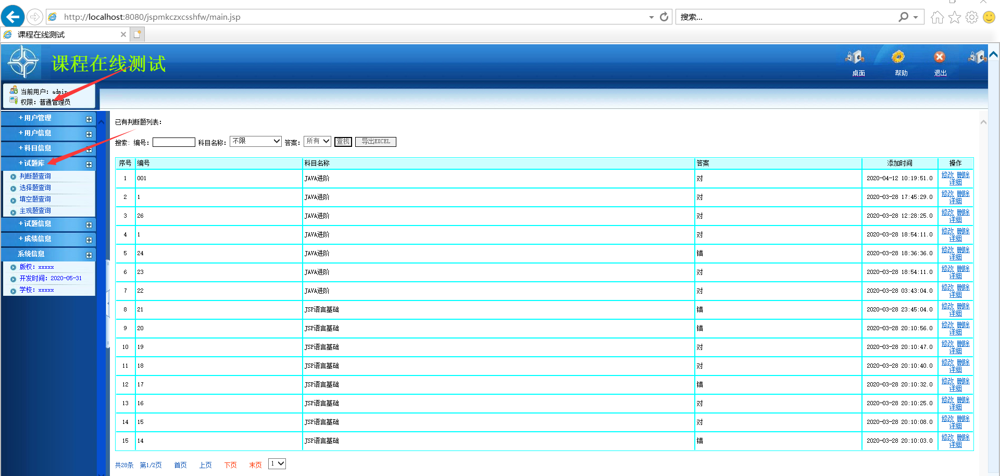 http://localhost:8080/jspmkczxcsshfw/main.jsp
搜索...
课程在线测试
课程在线测试
桌面
帮助
退出
当前用户：admin
权限：普通管理员
+用户管理
+用户信息
+科目信息
+试题库
判断题查询
选择题查询
填空题查询
主观题查询
+试题信息
+成绩信息
系统信息
版权：xxxxx
开发时间：2020-05-31
学校：xxxxx
已有判断题列表：
搜索：编号： 科目名称：不限 答案：所有 查找 导出EXCEL
序号 编号 科目名称 答案 添加时间 操作
1 001 JAVA进阶 对 2020-04-12 10:19:51.0 修改 删除 详细
2 1 JAVA进阶 对 2020-03-28 17:45:29.0 修改 删除 详细
3 26 JAVA进阶 对 2020-03-28 12:28:25.0 修改 删除 详细
4 1 JAVA进阶 对 2020-03-28 18:54:11.0 修改 删除 详细
5 24 JAVA进阶 错 2020-03-28 18:36:36.0 修改 删除 详细
6 23 JAVA进阶 对 2020-03-28 18:54:11.0 修改 删除 详细
7 22 JAVA进阶 对 2020-03-28 03:43:04.0 修改 删除 详细
8 21 JSP语言基础 错 2020-03-28 23:45:04.0 修改 删除 详细
9 20 JSP语言基础 错 2020-03-28 20:10:56.0 修改 删除 详细
10 19 JSP语言基础 对 2020-03-28 20:10:47.0 修改 删除 详细
11 18 JSP语言基础 对 2020-03-28 20:10:40.0 修改 删除 详细
12 17 JSP语言基础 错 2020-03-28 20:10:32.0 修改 删除 详细
13 16 JSP语言基础 对 2020-03-28 20:10:25.0 修改 删除 详细
14 15 JSP语言基础 对 2020-03-28 20:10:08.0 修改 删除 详细
15 14 JSP语言基础 错 2020-03-28 20:10:03.0 修改 删除 详细
共28条 第1/2页 首页 上页 下页 末页 1